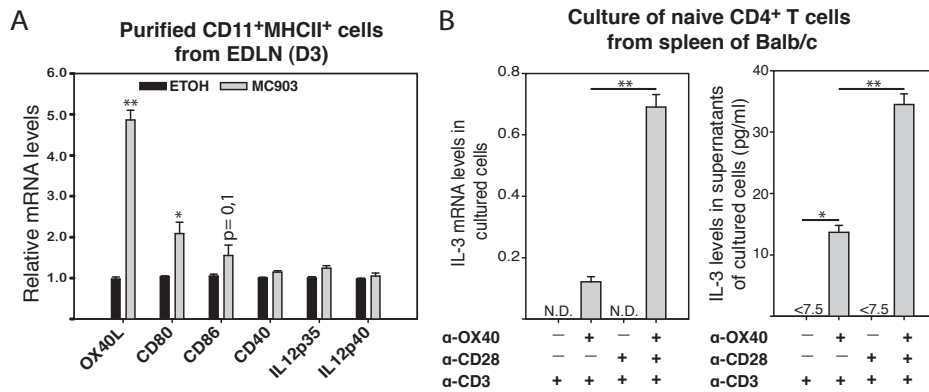 A
Purified CD11⁺MHCII⁺ cells
from EDLN (D3)
Relative mRNA levels
6.0
5.0
4.0
3.0
2.0
1.0
0
ETOH
MC903
**
*
p= 0,1
OX40L
CD80
CD86
CD40
IL12p35
IL12p40
B
Culture of naive CD4⁺ T cells
from spleen of Balb/c
IL-3 mRNA levels in
cultured cells
0.8
0.6
0.4
0.2
**
N.D.
N.D.
α-OX40 — + — +
α-CD28 — — + +
α-CD3 + + + +
IL-3 levels in supernatants
of cultured cells (pg/ml)
40
30
20
10
**
*
<7.5
<7.5
— + — + α-OX40
— — + + α-CD28
+ + + + α-CD3